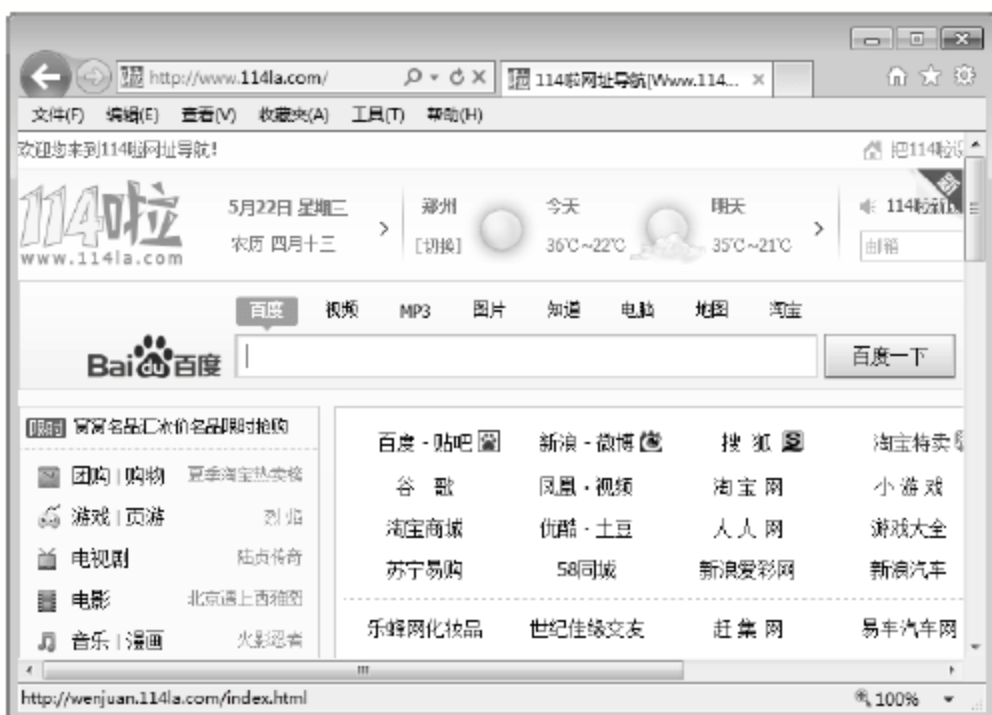 http://www.114la.com/ 114啦网址导航[Www.114...
文件(F) 编辑(E) 查看(V) 收藏夹(A) 工具(T) 帮助(H)
欢迎您来到114啦网址导航! 把114啦设
114啦
www.114la.com
5月22日 星期三
农历 四月十三
郑州
[切换]
今天
36℃~22℃
明天
35℃~21℃
新
114啦
邮箱
百度 视频 MP3 图片 知道 电脑 地图 淘宝
Bai du 百度 百度一下
限时 窝窝名品汇 名品限时抢购
团购 | 购物 夏季淘宝热卖
游戏 | 页游 烈焰
电视剧 陆贞传奇
电影 北京遇上西雅图
音乐 | 漫画 火影忍者
百度 · 贴吧 新浪 · 微博 搜 狐 淘宝特卖
谷 歌 凤凰 · 视频 淘 宝 网 小 游 戏
淘宝商城 优酷 · 土豆 人 人 网 游戏大全
苏宁易购 58同城 新浪爱彩网 新浪汽车
乐蜂网化妆品 世纪佳缘交友 赶 集 网 易车汽车网
http://wenjuan.114la.com/index.html 100%